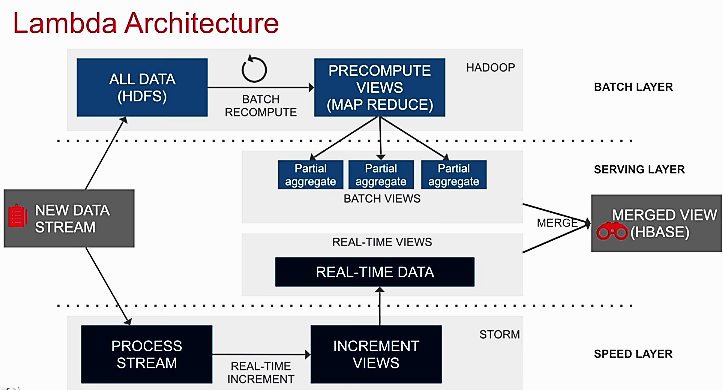 Lambda Architecture
HADOOP
ALL DATA
(HDFS)
BATCH
RECOMPUTE
PRECOMPUTE
VIEWS
(MAP REDUCE)
BATCH LAYER
Partial
aggregate
Partial
aggregate
Partial
aggregate
BATCH VIEWS
SERVING LAYER
NEW DATA
STREAM
MERGE
MERGED VIEW
(HBASE)
REAL-TIME VIEWS
REAL-TIME DATA
STORM
PROCESS
STREAM
REAL-TIME
INCREMENT
INCREMENT
VIEWS
SPEED LAYER